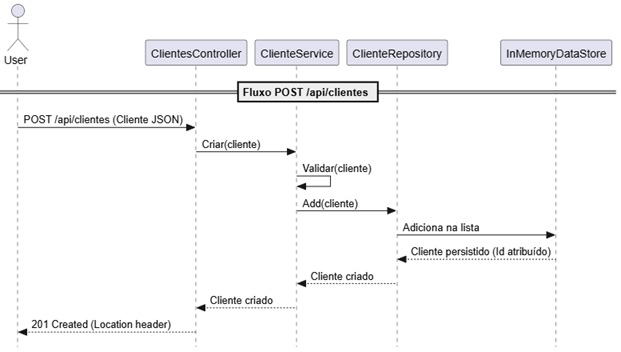 User
ClientesController
ClienteService
ClienteRepository
InMemoryDataStore
Fluxo POST /api/clientes
POST /api/clientes (Cliente JSON)
Criar(cliente)
Validar(cliente)
Add(cliente)
Adiciona na lista
Cliente persistido (Id atribuído)
Cliente criado
Cliente criado
201 Created (Location header)